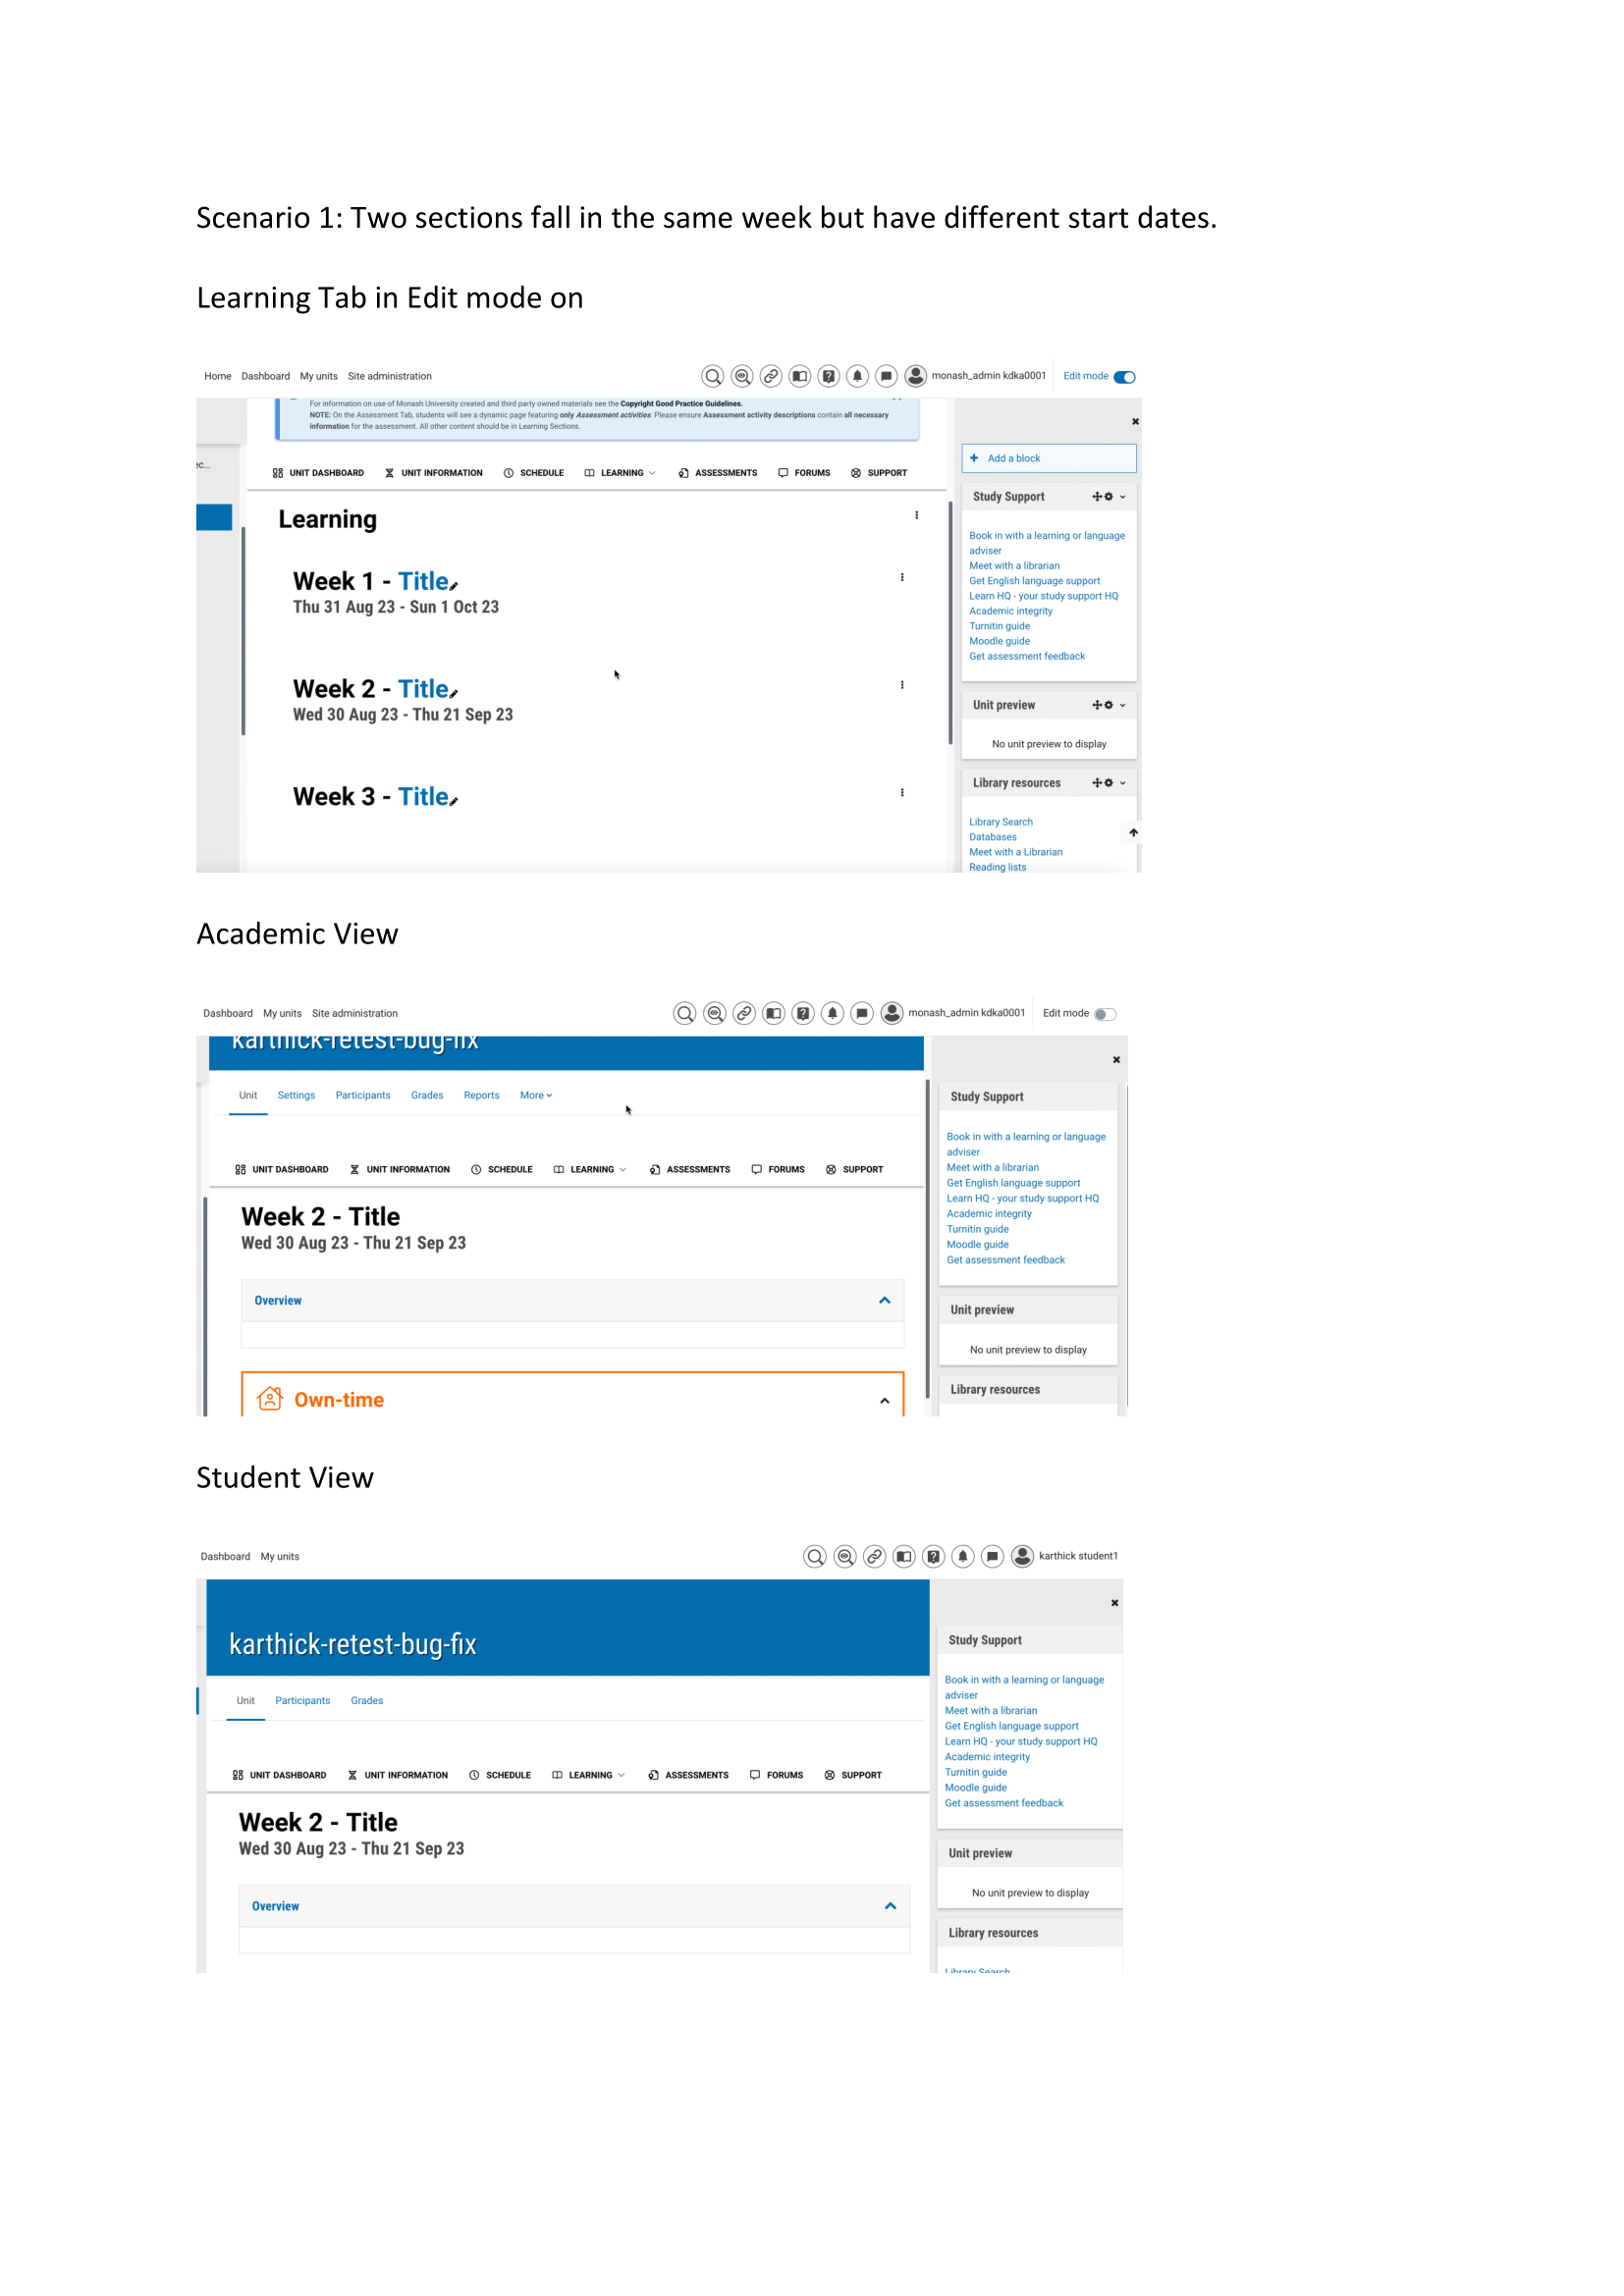 Scenario 1: Two sections fall in the same week but have different start dates.
Learning Tab in Edit mode on
Home Dashboard My units Site administration monash_admin kdka0001 Edit mode
For information on use of Monash University created and third party owned materials see the Copyright Good Practice Guidelines.
NOTE: On the Assessment Tab, students will see a dynamic page featuring only Assessment activities. Please ensure Assessment activity descriptions contain all necessary
information for the assessment. All other content should be in Learning Sections.
ec...
UNIT DASHBOARD UNIT INFORMATION SCHEDULE LEARNING ASSESSMENTS FORUMS SUPPORT
Learning
Week 1 - Title
Thu 31 Aug 23 - Sun 1 Oct 23
Week 2 - Title
Wed 30 Aug 23 - Thu 21 Sep 23
Week 3 - Title
Add a block
Study Support
Book in with a learning or language
adviser
Meet with a librarian
Get English language support
Learn HQ - your study support HQ
Academic integrity
Turnitin guide
Moodle guide
Get assessment feedback
Unit preview
No unit preview to display
Library resources
Library Search
Databases
Meet with a Librarian
Reading lists
Academic View
Dashboard My units Site administration monash_admin kdka0001 Edit mode
karthick-retest-bug-fix
Unit Settings Participants Grades Reports More
UNIT DASHBOARD UNIT INFORMATION SCHEDULE LEARNING ASSESSMENTS FORUMS SUPPORT
Week 2 - Title
Wed 30 Aug 23 - Thu 21 Sep 23
Overview
Own-time
Study Support
Book in with a learning or language
adviser
Meet with a librarian
Get English language support
Learn HQ - your study support HQ
Academic integrity
Turnitin guide
Moodle guide
Get assessment feedback
Unit preview
No unit preview to display
Library resources
Student View
Dashboard My units karthick student1
karthick-retest-bug-fix
Unit Participants Grades
UNIT DASHBOARD UNIT INFORMATION SCHEDULE LEARNING ASSESSMENTS FORUMS SUPPORT
Week 2 - Title
Wed 30 Aug 23 - Thu 21 Sep 23
Overview
Study Support
Book in with a learning or language
adviser
Meet with a librarian
Get English language support
Learn HQ - your study support HQ
Academic integrity
Turnitin guide
Moodle guide
Get assessment feedback
Unit preview
No unit preview to display
Library resources
Library Search